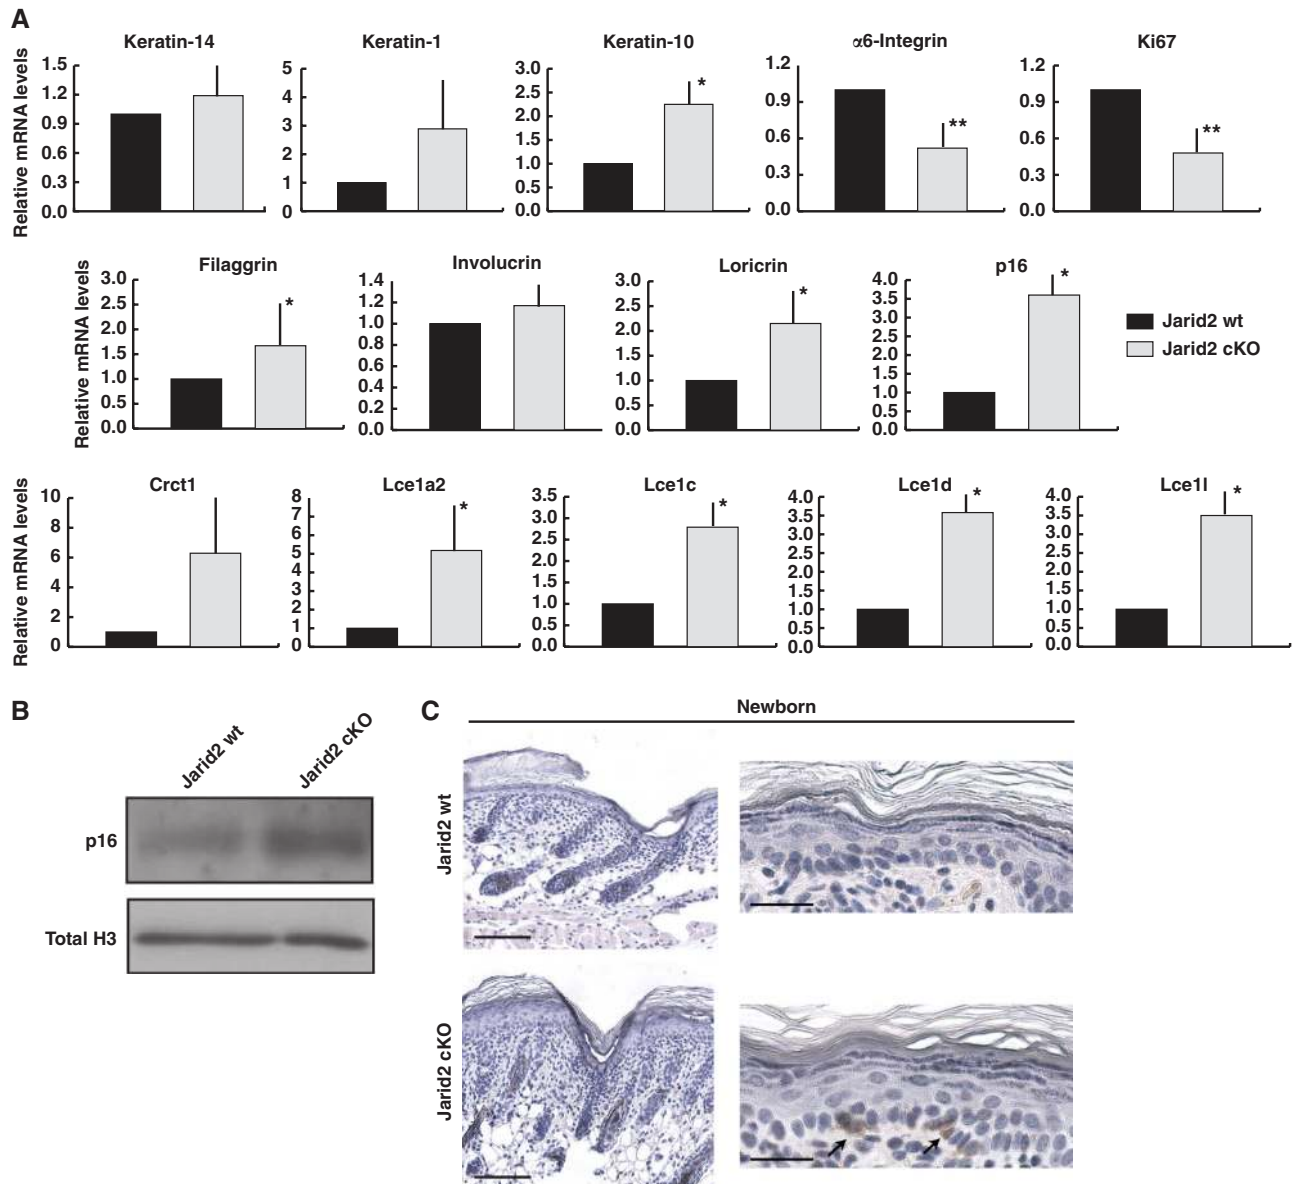 A
Keratin-14 Keratin-1 Keratin-10 α6-Integrin Ki67
Relative mRNA levels
1.5 1.2 0.9 0.6 0.3 0.0
5 4 3 2 1 0
3.0 2.5 2.0 1.5 1.0 0.5 0.0
*
1.2 0.9 0.6 0.3 0.0
**
1.2 0.9 0.6 0.3 0.0
**
Filaggrin Involucrin Loricrin p16
Relative mRNA levels
3.0 2.5 2.0 1.5 1.0 0.5 0.0
*
1.4 1.2 1.0 0.8 0.6 0.4 0.2 0.0
3.0 2.5 2.0 1.5 1.0 0.5 0.0
*
4.0 3.5 3.0 2.5 2.0 1.5 1.0 0.5 0.0
*
Jarid2 wt
Jarid2 cKO
Crct1 Lce1a2 Lce1c Lce1d Lce1l
Relative mRNA levels
10 8 6 4 2 0
8 7 6 5 4 3 2 1 0
*
3.5 3.0 2.5 2.0 1.5 1.0 0.5 0.0
*
4.0 3.5 3.0 2.5 2.0 1.5 1.0 0.5 0.0
*
4.0 3.5 3.0 2.5 2.0 1.5 1.0 0.5 0.0
*
B
Jarid2 wt
Jarid2 cKO
p16
Total H3
C
Newborn
Jarid2 wt
Jarid2 cKO